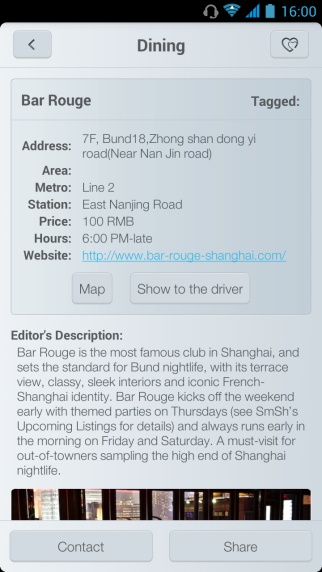 16:00
Dining
Bar Rouge Tagged:
Address: 7F, Bund18,Zhong shan dong yi
road(Near Nan Jin road)
Area:
Metro: Line 2
Station: East Nanjing Road
Price: 100 RMB
Hours: 6:00 PM-late
Website: http://www.bar-rouge-shanghai.com/
Map Show to the driver
Editor's Description:
Bar Rouge is the most famous club in Shanghai, and
sets the standard for Bund nightlife, with its terrace
view, classy, sleek interiors and iconic French-
Shanghai identity. Bar Rouge kicks off the weekend
early with themed parties on Thursdays (see SmSh's
Upcoming Listings for details) and always runs early in
the morning on Friday and Saturday. A must-visit for
out-of-towners sampling the high end of Shanghai
nightlife.
Contact Share